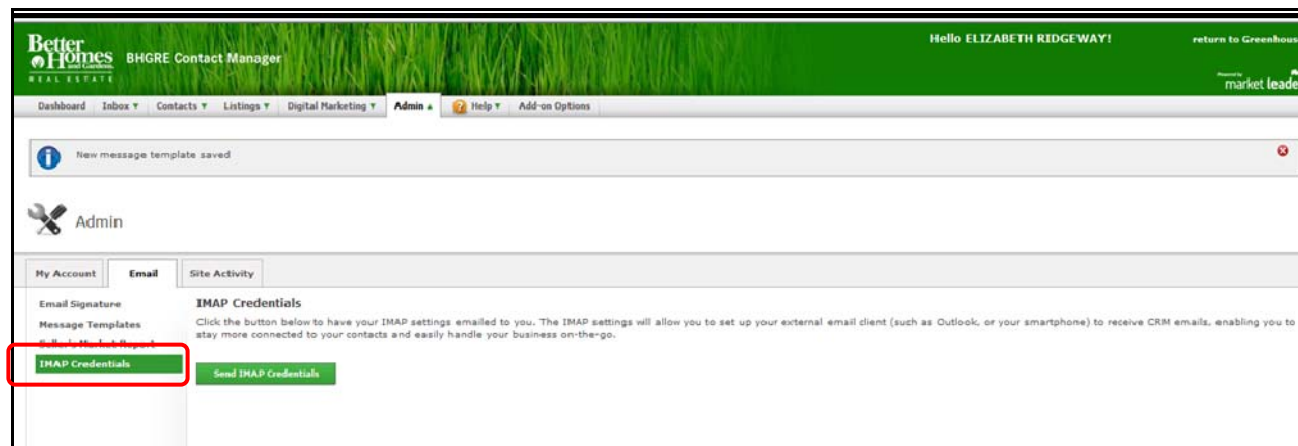 Better
Homes
and Gardens
REAL ESTATE
BHGRE Contact Manager
Hello ELIZABETH RIDGEWAY!
return to Greenhous
Powered by
market leade
Dashboard Inbox Contacts Listings Digital Marketing Admin Help Add-on Options
New message template saved
Admin
My Account Email Site Activity
Email Signature
Message Templates
Seller's Market Report
IMAP Credentials
IMAP Credentials
Click the button below to have your IMAP settings emailed to you. The IMAP settings will allow you to set up your external email client (such as Outlook, or your smartphone) to receive CRM emails, enabling you to
stay more connected to your contacts and easily handle your business on-the-go.
Send IMAP Credentials